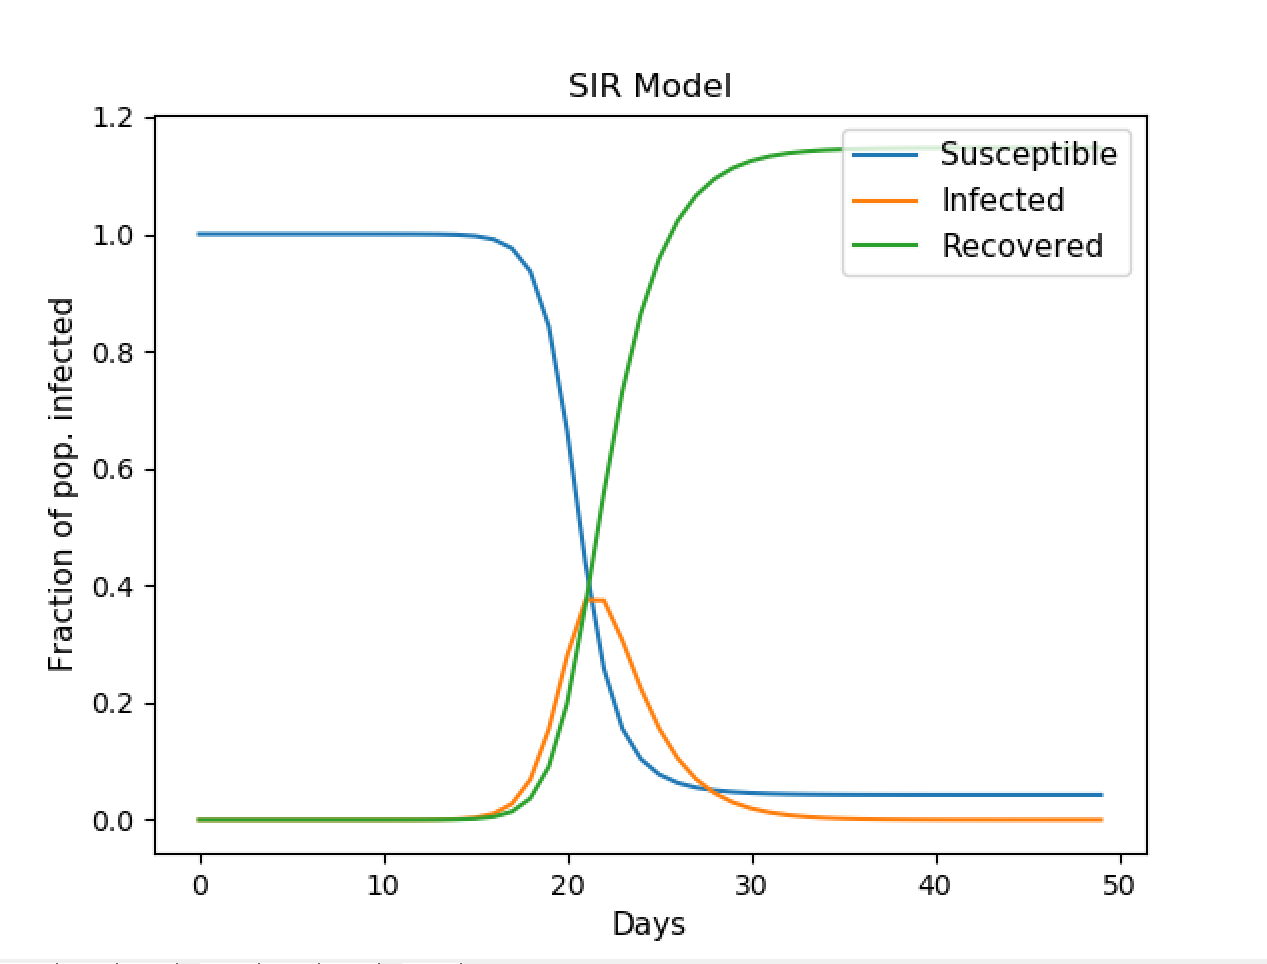 SIR Model
1.2
1.0
0.8
0.6
0.4
0.2
0.0
Fraction of pop. infected
Susceptible
Infected
Recovered
0 10 20 30 40 50
Days